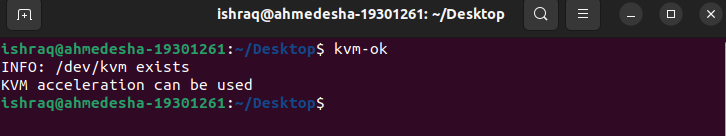 ishraq@ahmedesha-19301261: ~/Desktop
ishraq@ahmedesha-19301261:~/Desktop$ kvm-ok
INFO: /dev/kvm exists
KVM acceleration can be used
ishraq@ahmedesha-19301261:~/Desktop$